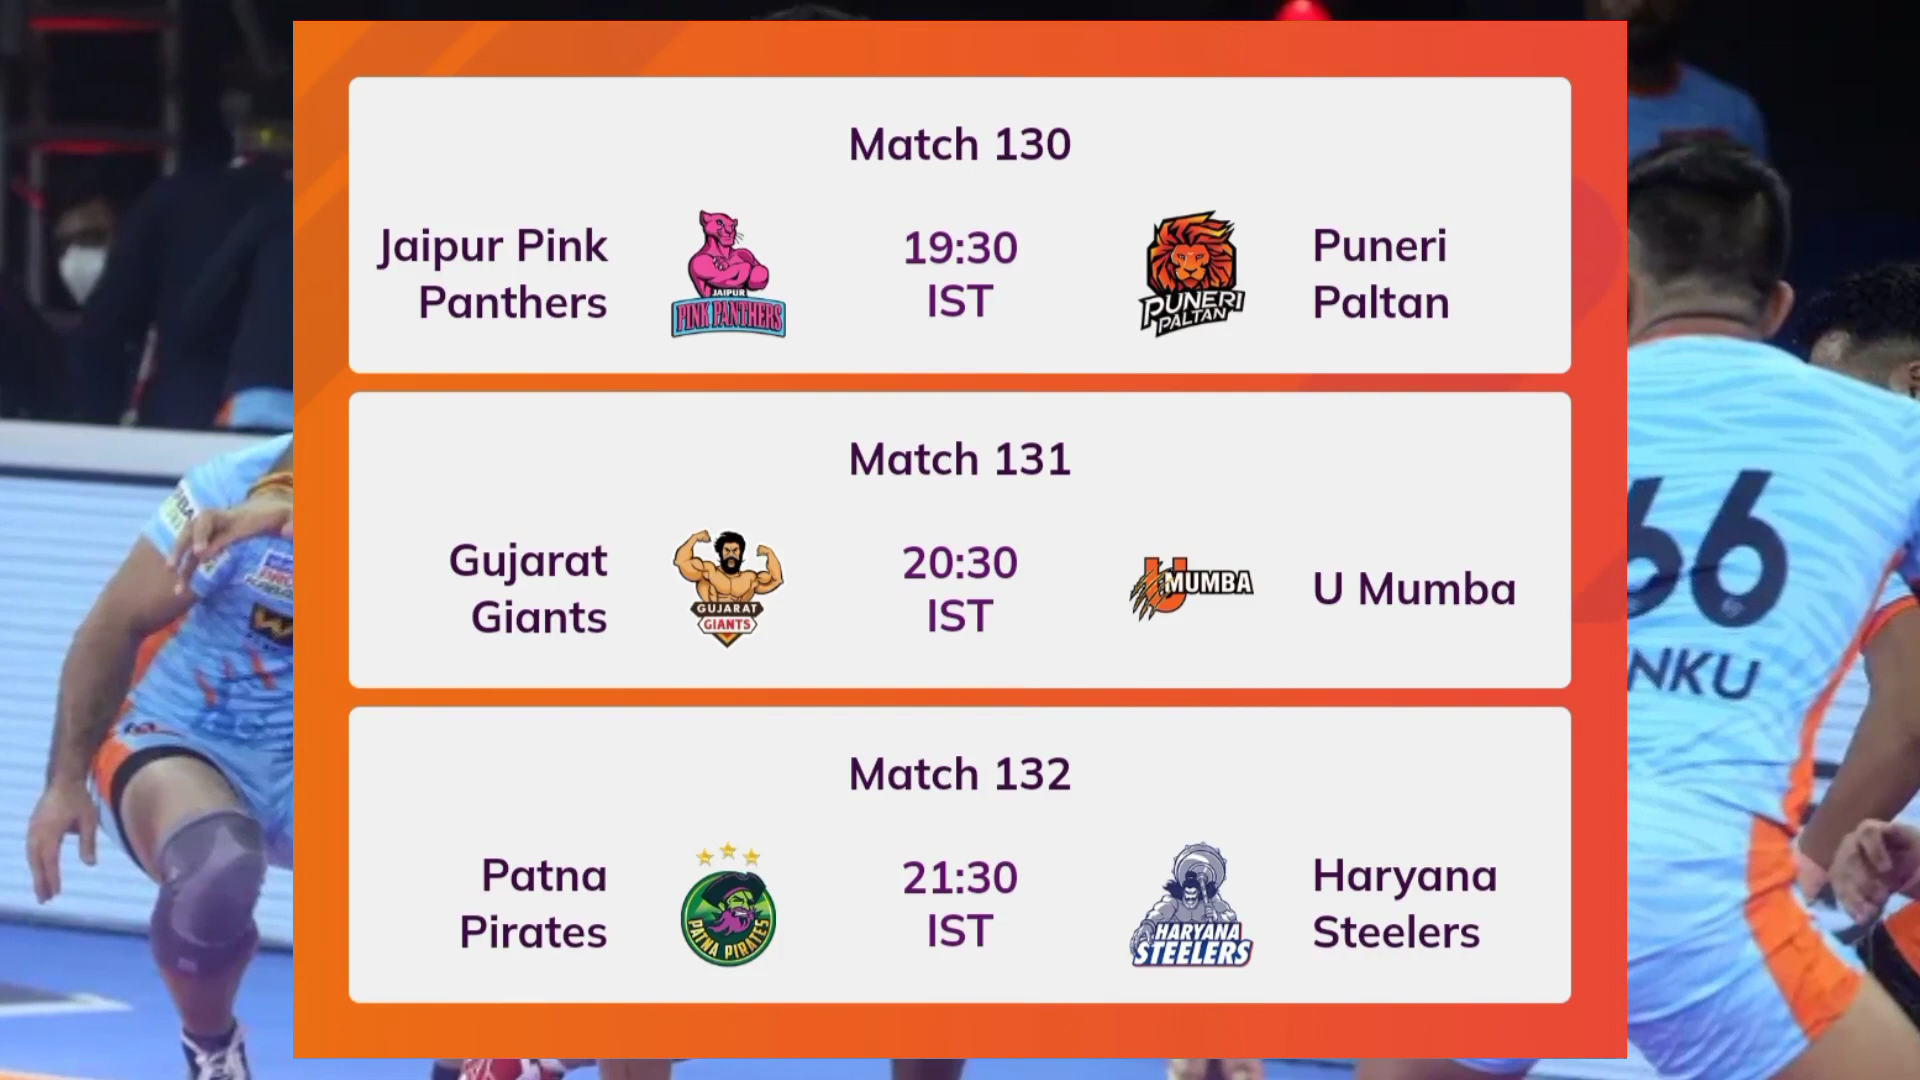 Match 130
Jaipur Pink
Panthers
JAIPUR
PINK PANTHERS
19:30
IST
PUNERI
PALTAN
Puneri
Paltan
Match 131
Gujarat
Giants
GUJARAT
GIANTS
20:30
IST
U MUMBA
U Mumba
Match 132
Patna
Pirates
PATNA PIRATES
21:30
IST
HARYANA
STEELERS
Haryana
Steelers
66
NKU